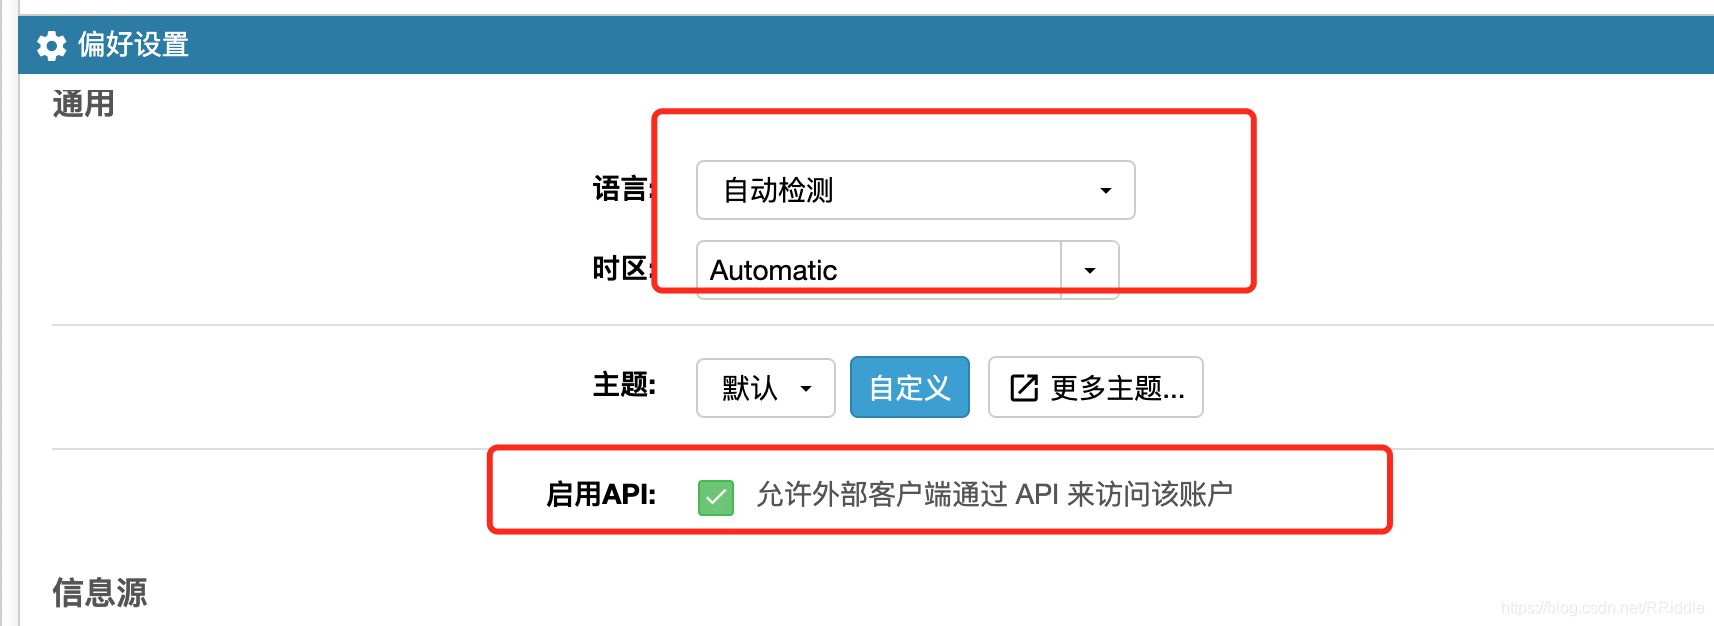 偏好设置
通用
语言: 自动检测
时区: Automatic
主题: 默认 自定义 更多主题...
启用API: 允许外部客户端通过 API 来访问该账户
信息源
https://blog.csdn.net/RRIddle